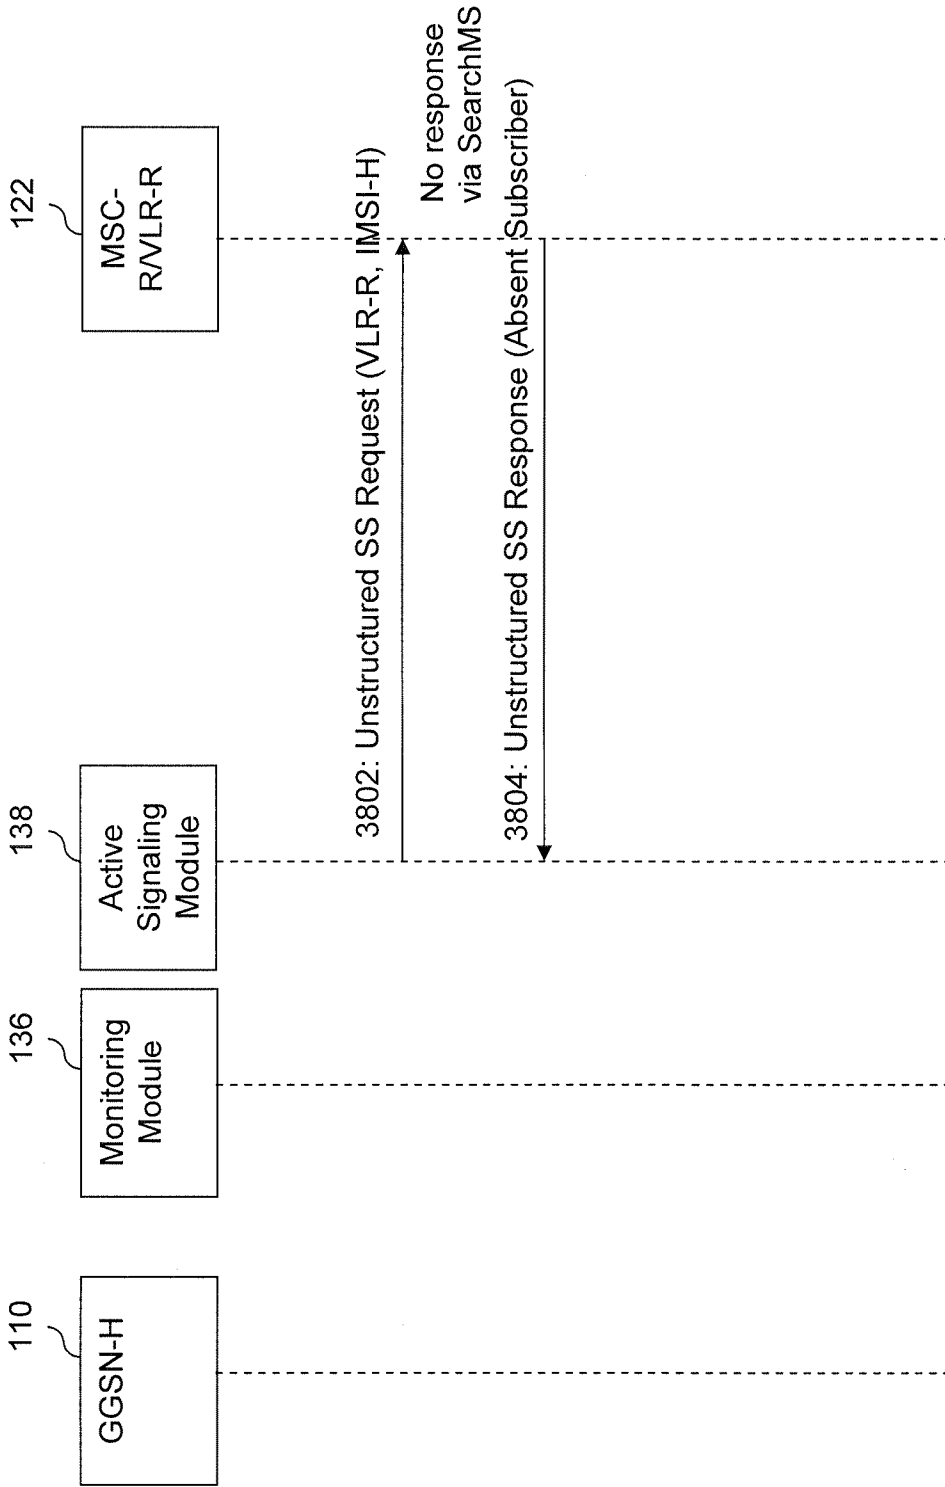 110
GGSN-H
136
Monitoring
Module
138
Active
Signaling
Module
122
MSC-
R/VLR-R
3802: Unstructured SS Request (VLR-R, IMSI-H)
No response
via SearchMS
3804: Unstructured SS Response (Absent Subscriber)